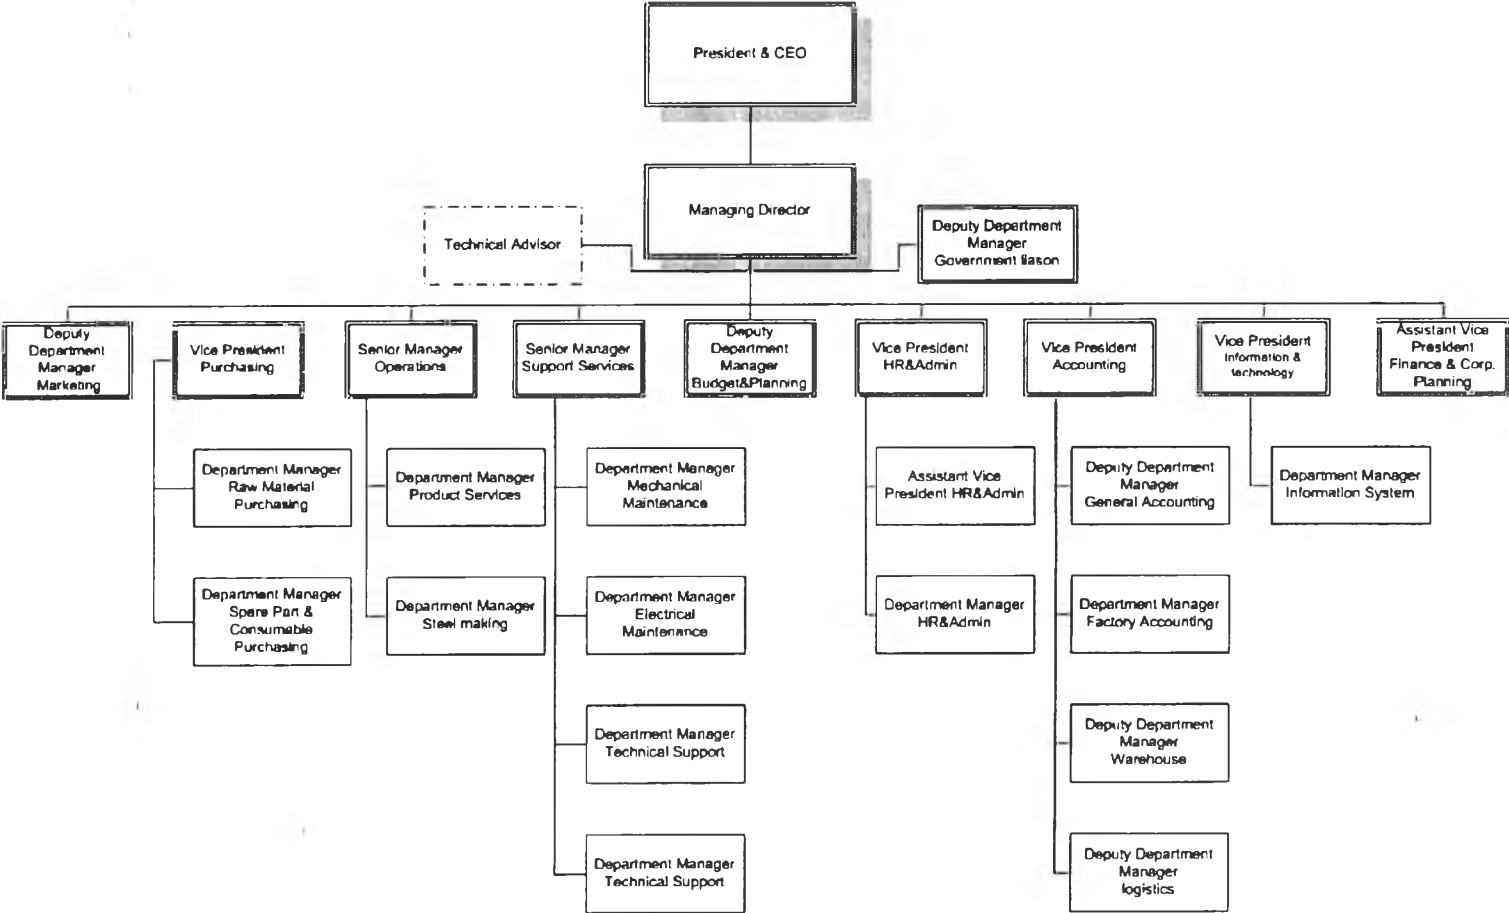 President & CEO
Managing Director
Technical Advisor
Deputy Department
Manager
Government liason
Deputy
Department
Manager
Marketing
Vice President
Purchasing
Senior Manager
Operations
Senior Manager
Support Services
Deputy
Department
Manager
Budget&Planning
Vice President
HR&Admin
Vice President
Accounting
Vice President
Information &
technology
Assistant Vice
President
Finance & Corp.
Planning
Department Manager
Raw Material
Purchasing
Department Manager
Product Services
Department Manager
Mechanical
Maintenance
Assistant Vice
President HR&Admin
Deputy Department
Manager
General Accounting
Department Manager
Information System
Department Manager
Spare Part &
Consumable
Purchasing
Department Manager
Steel making
Department Manager
Electrical
Maintenance
Department Manager
HR&Admin
Department Manager
Factory Accounting
Department Manager
Technical Support
Deputy Department
Manager
Warehouse
Department Manager
Technical Support
Deputy Department
Manager
logistics